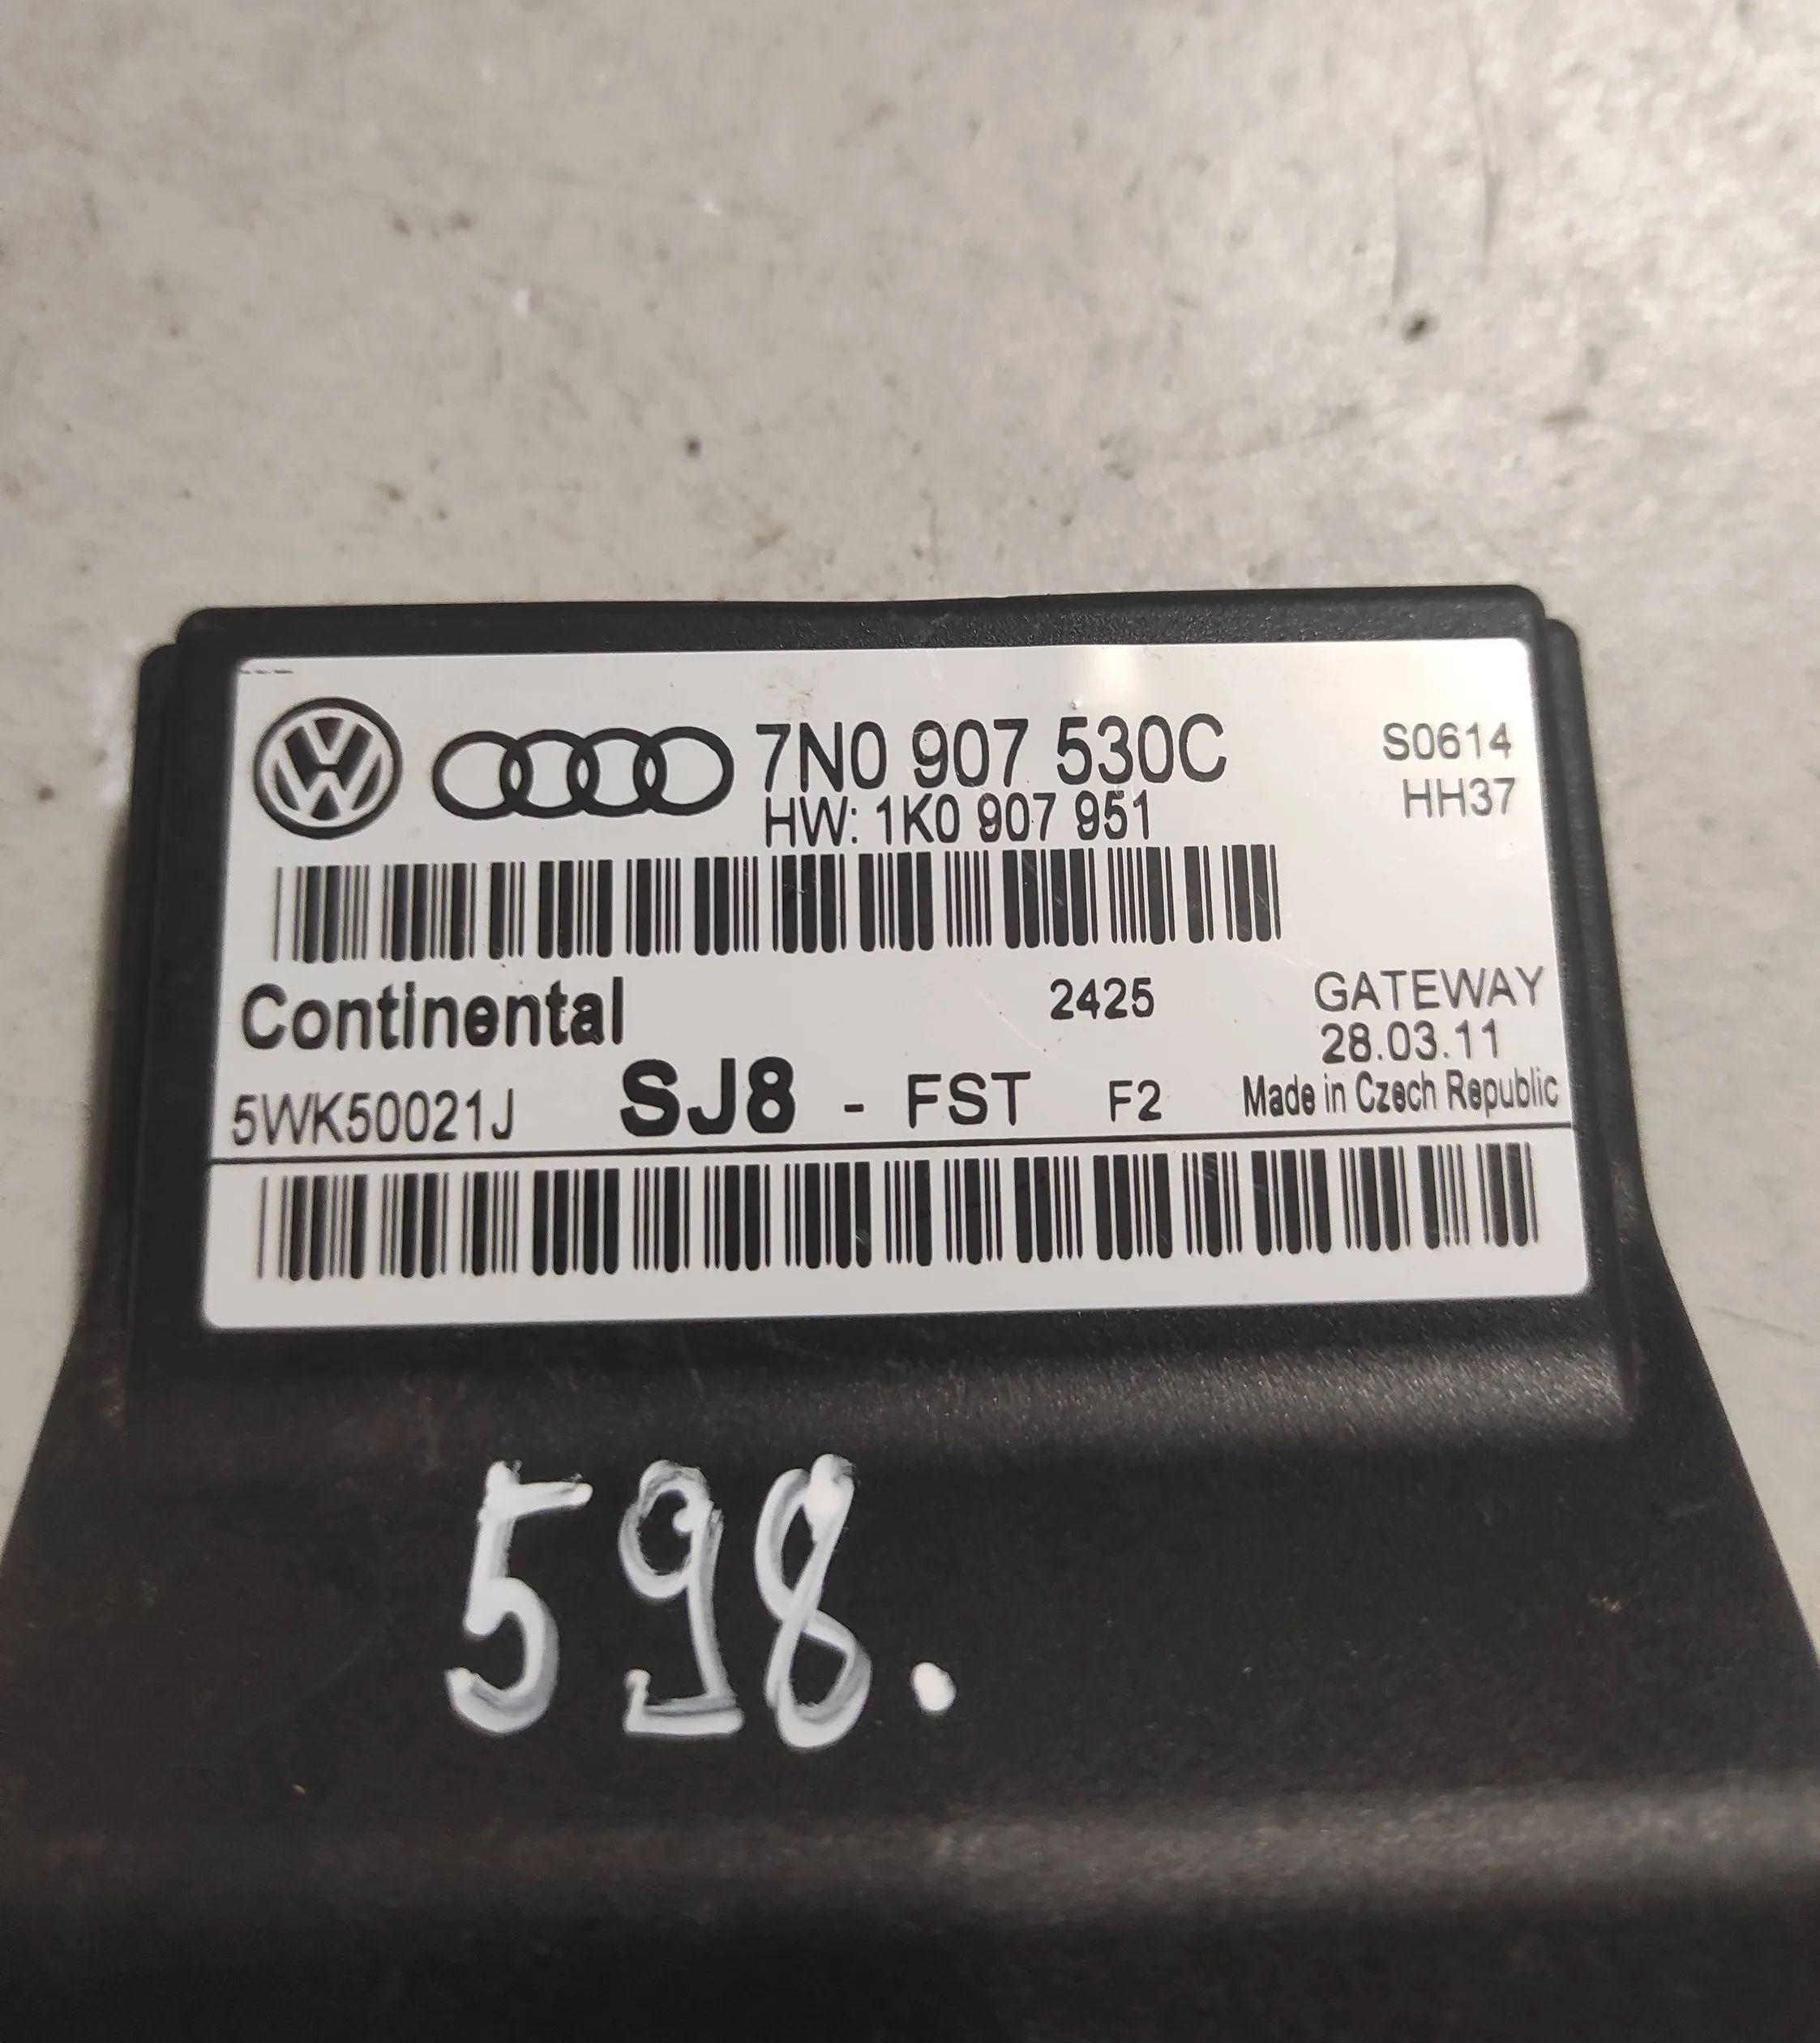 7N0 907 530C
S0614
HW: 1K0 907 951
HH37
Continental
2425
GATEWAY
28.03.11
5WK50021J SJ8 - FST F2
Made in Czech Republic
598.